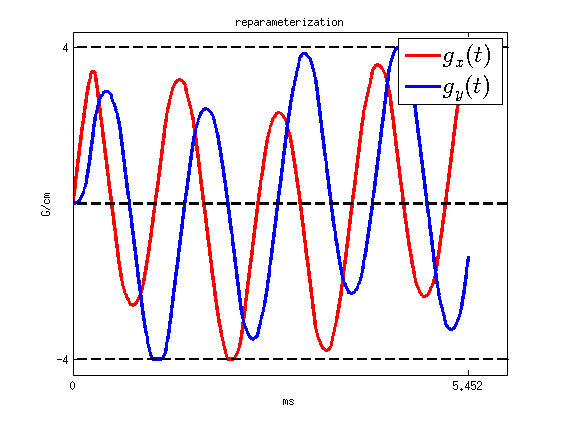 reparameterization
4
g_x(t)
g_y(t)
G/cm
-4
0
5.452
ms